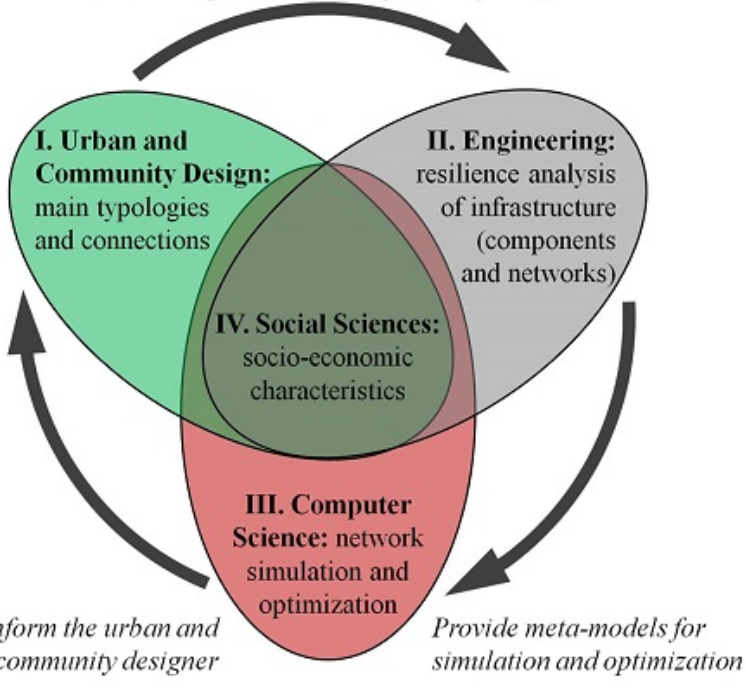 I. Urban and
Community Design:
main typologies
and connections
II. Engineering:
resilience analysis
of infrastructure
(components
and networks)
IV. Social Sciences:
socio-economic
characteristics
III. Computer
Science: network
simulation and
optimization
nform the urban and
community designer
Provide meta-models for
simulation and optimization